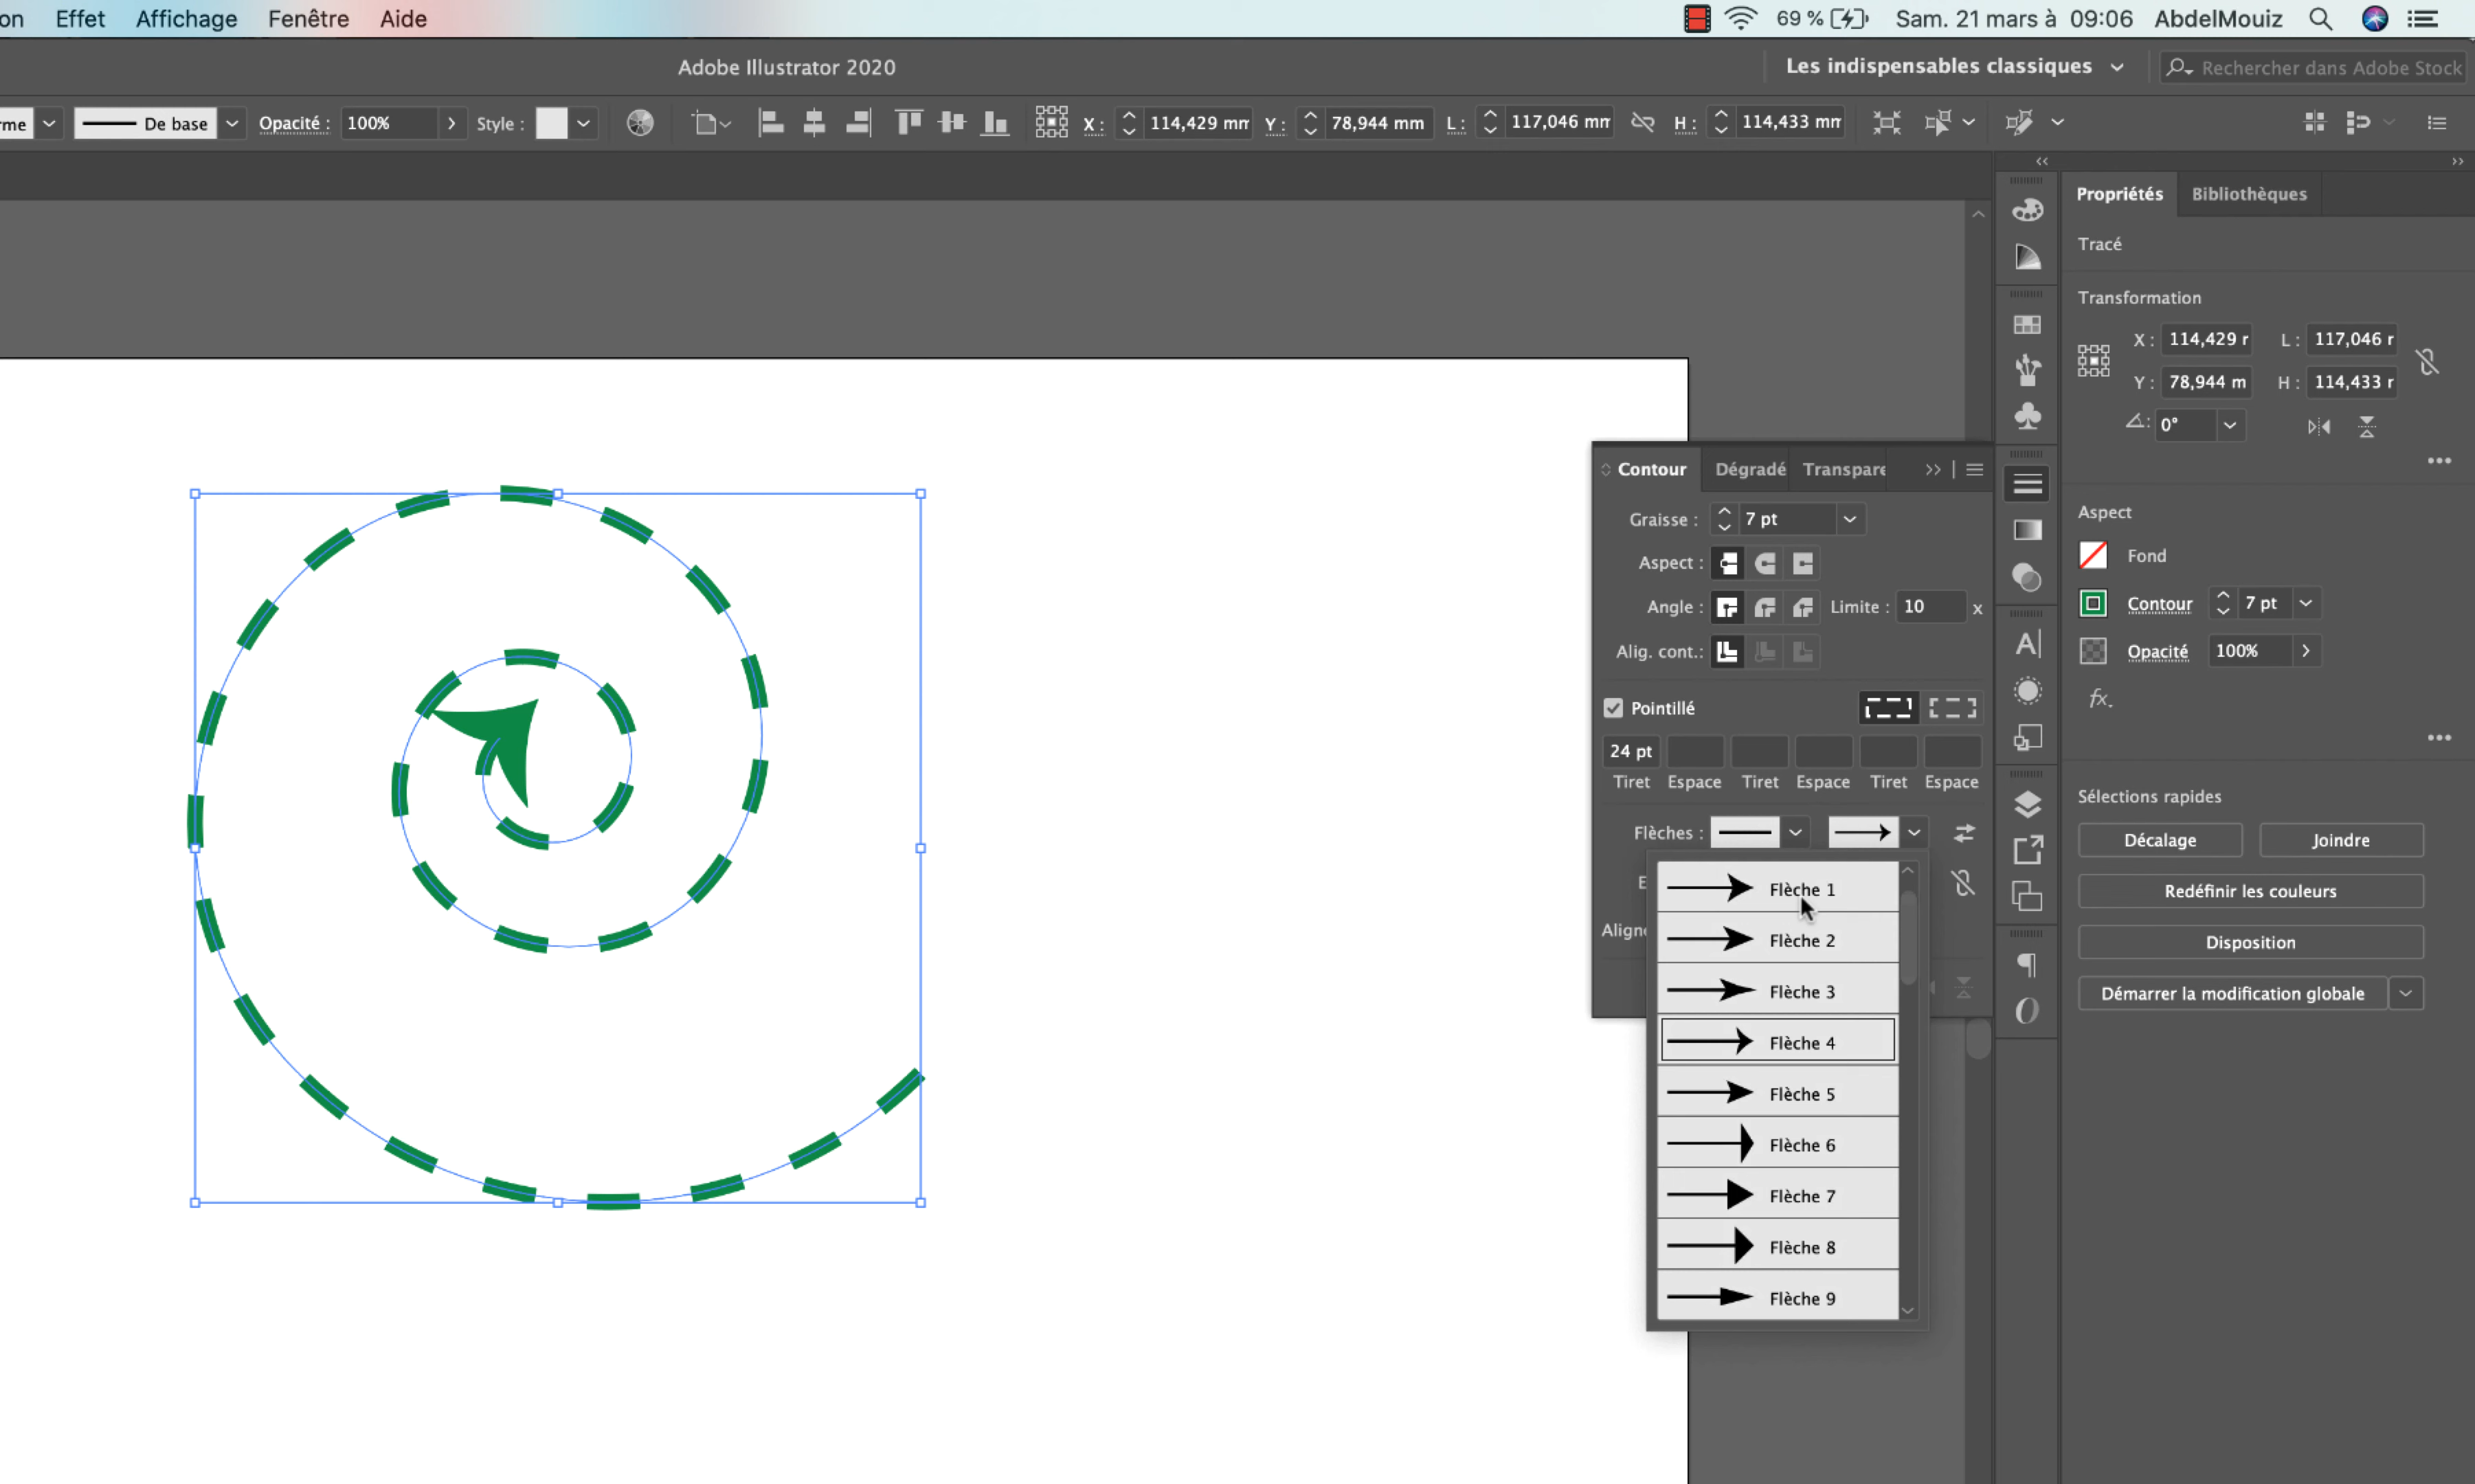 on Effet Affichage Fenêtre Aide 69 % Sam. 21 mars à 09:06 AbdelMouiz
Adobe Illustrator 2020 Les indispensables classiques Rechercher dans Adobe Stock
me De base Opacité : 100% Style : X : 114,429 mm Y : 78,944 mm L : 117,046 mm H : 114,433 mm
Propriétés Bibliothèques
Tracé
Transformation
X : 114,429 r L : 117,046 r
Y : 78,944 m H : 114,433 r
0°
Aspect
Fond
Contour 7 pt
Opacité 100%
fx.
Sélections rapides
Décalage Joindre
Redéfinir les couleurs
Disposition
Démarrer la modification globale
Contour Dégradé Transpare
Graisse : 7 pt
Aspect :
Angle : Limite : 10 x
Alig. cont.:
Pointillé
24 pt
Tiret Espace Tiret Espace Tiret Espace
Flèches :
E
Aligne
Flèche 1
Flèche 2
Flèche 3
Flèche 4
Flèche 5
Flèche 6
Flèche 7
Flèche 8
Flèche 9